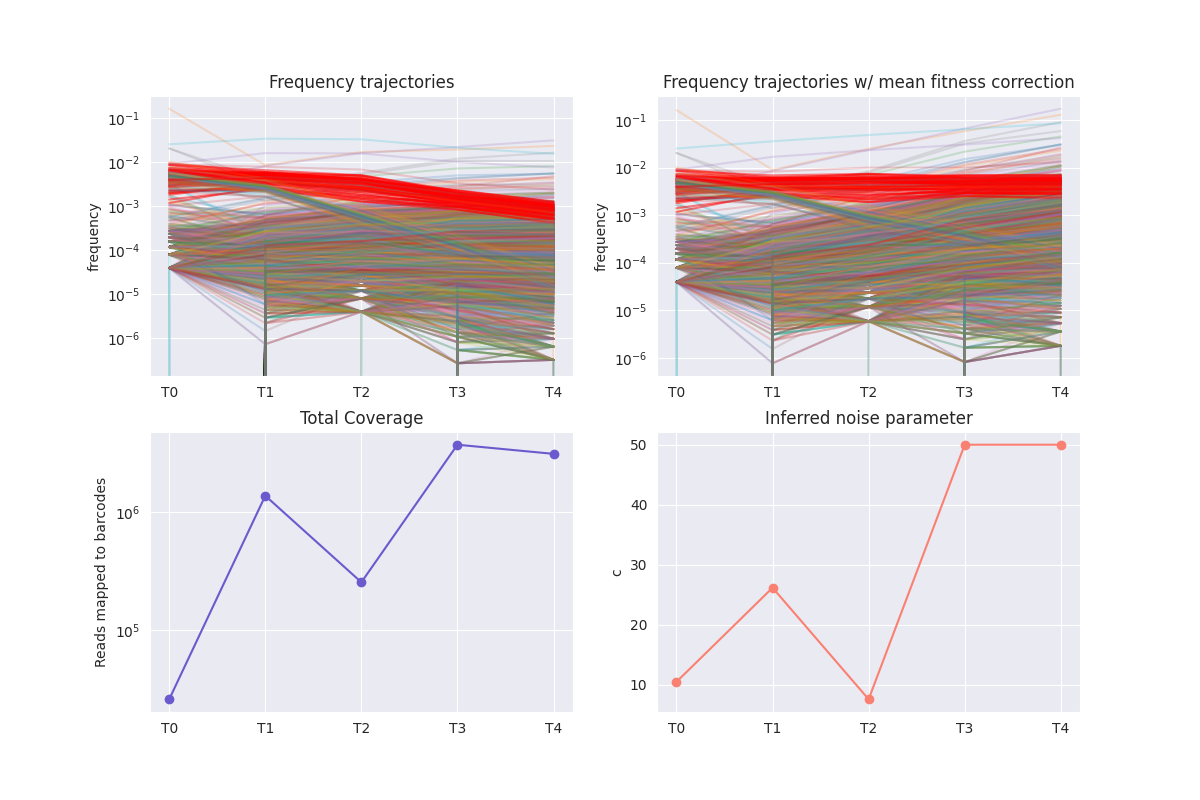 Frequency trajectories
frequency
10⁻¹
10⁻²
10⁻³
10⁻⁴
10⁻⁵
10⁻⁶
T0 T1 T2 T3 T4
Frequency trajectories w/ mean fitness correction
frequency
10⁻¹
10⁻²
10⁻³
10⁻⁴
10⁻⁵
10⁻⁶
T0 T1 T2 T3 T4
Total Coverage
Reads mapped to barcodes
10⁶
10⁵
T0 T1 T2 T3 T4
Inferred noise parameter
c
50
40
30
20
10
T0 T1 T2 T3 T4